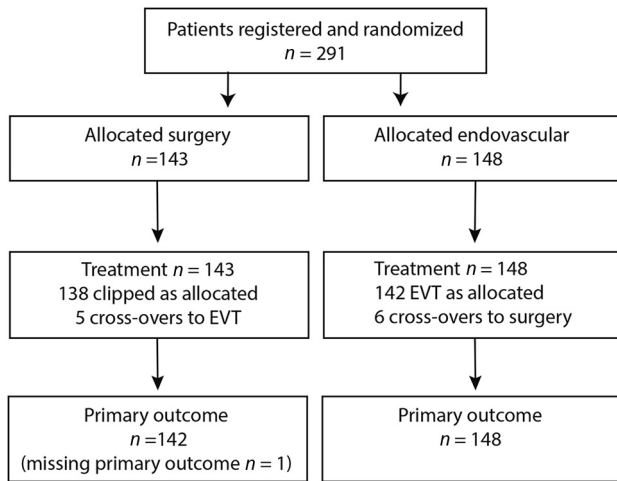 Patients registered and randomized
n = 291
Allocated surgery
n =143
Allocated endovascular
n = 148
Treatment n = 143
138 clipped as allocated
5 cross-overs to EVT
Treatment n = 148
142 EVT as allocated
6 cross-overs to surgery
Primary outcome
n =142
(missing primary outcome n = 1)
Primary outcome
n = 148